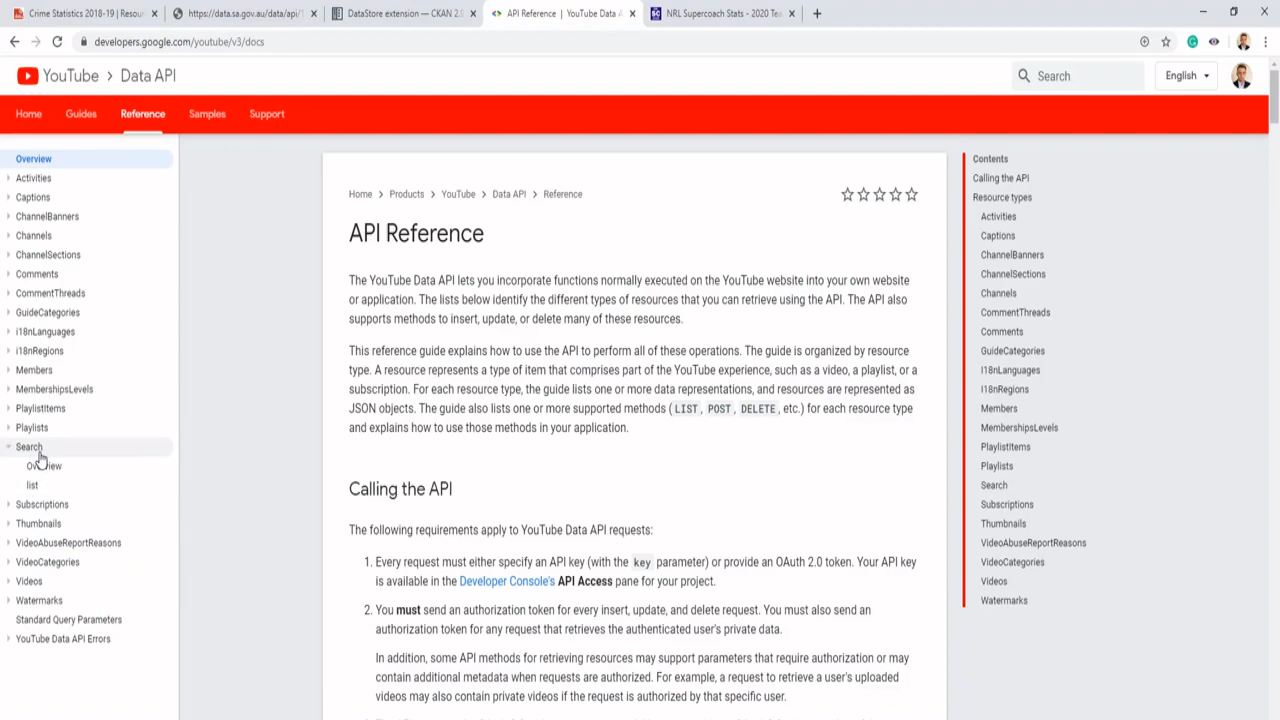 Crime Statistics 2018-19 | Resou
https://data.sa.gov.au/data/api/
DataStore extension — CKAN 2.9
API Reference | YouTube Data A
NRL Supercoach Stats - 2020 Tea
developers.google.com/youtube/v3/docs
YouTube > Data API
Search
English
Home
Guides
Reference
Samples
Support
Overview
Activities
Captions
ChannelBanners
Channels
ChannelSections
Comments
CommentThreads
GuideCategories
i18nLanguages
i18nRegions
Members
MembershipsLevels
PlaylistItems
Playlists
Search
Overview
list
Subscriptions
Thumbnails
VideoAbuseReportReasons
VideoCategories
Videos
Watermarks
Standard Query Parameters
YouTube Data API Errors
Home > Products > YouTube > Data API > Reference
API Reference
The YouTube Data API lets you incorporate functions normally executed on the YouTube website into your own website
or application. The lists below identify the different types of resources that you can retrieve using the API. The API also
supports methods to insert, update, or delete many of these resources.
This reference guide explains how to use the API to perform all of these operations. The guide is organized by resource
type. A resource represents a type of item that comprises part of the YouTube experience, such as a video, a playlist, or a
subscription. For each resource type, the guide lists one or more data representations, and resources are represented as
JSON objects. The guide also lists one or more supported methods (LIST, POST, DELETE, etc.) for each resource type
and explains how to use those methods in your application.
Calling the API
The following requirements apply to YouTube Data API requests:
1. Every request must either specify an API key (with the key parameter) or provide an OAuth 2.0 token. Your API key
is available in the Developer Console's API Access pane for your project.
2. You must send an authorization token for every insert, update, and delete request. You must also send an
authorization token for any request that retrieves the authenticated user's private data.
In addition, some API methods for retrieving resources may support parameters that require authorization or may
contain additional metadata when requests are authorized. For example, a request to retrieve a user's uploaded
videos may also contain private videos if the request is authorized by that specific user.
Contents
Calling the API
Resource types
Activities
Captions
ChannelBanners
ChannelSections
Channels
CommentThreads
Comments
GuideCategories
I18nLanguages
I18nRegions
Members
MembershipsLevels
PlaylistItems
Playlists
Search
Subscriptions
Thumbnails
VideoAbuseReportReasons
VideoCategories
Videos
Watermarks